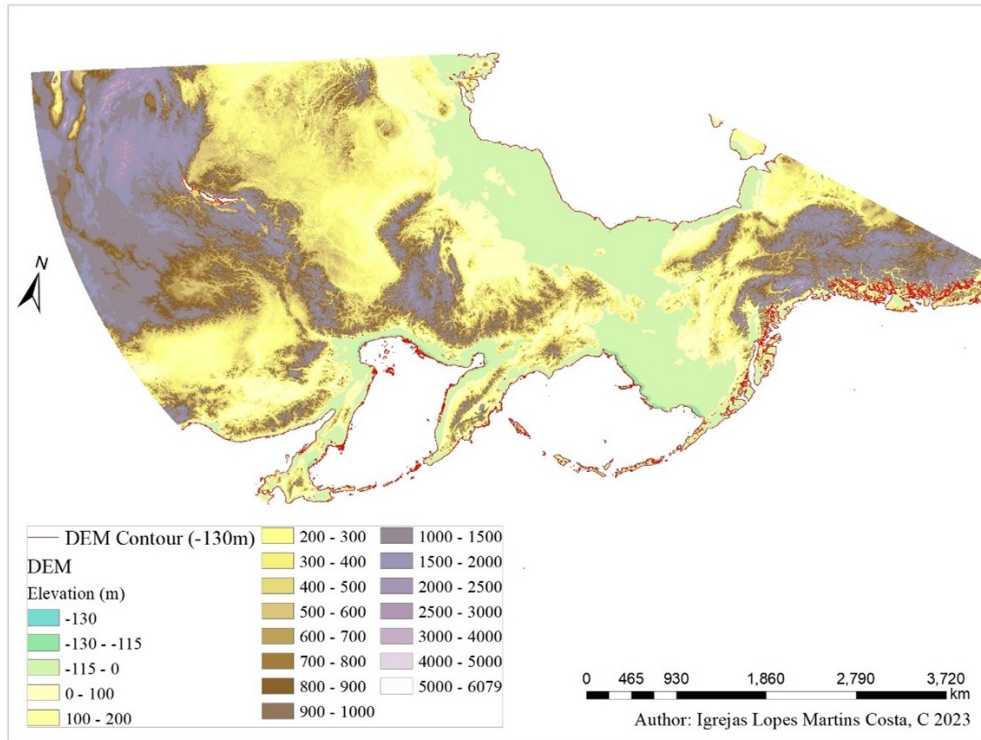 N
DEM Contour (-130m)
DEM
Elevation (m)
-130
-130 - -115
-115 - 0
0 - 100
100 - 200
200 - 300
300 - 400
400 - 500
500 - 600
600 - 700
700 - 800
800 - 900
900 - 1000
1000 - 1500
1500 - 2000
2000 - 2500
2500 - 3000
3000 - 4000
4000 - 5000
5000 - 6079
0 465 930 1,860 2,790 3,720
km
Author: Igrejas Lopes Martins Costa, C 2023